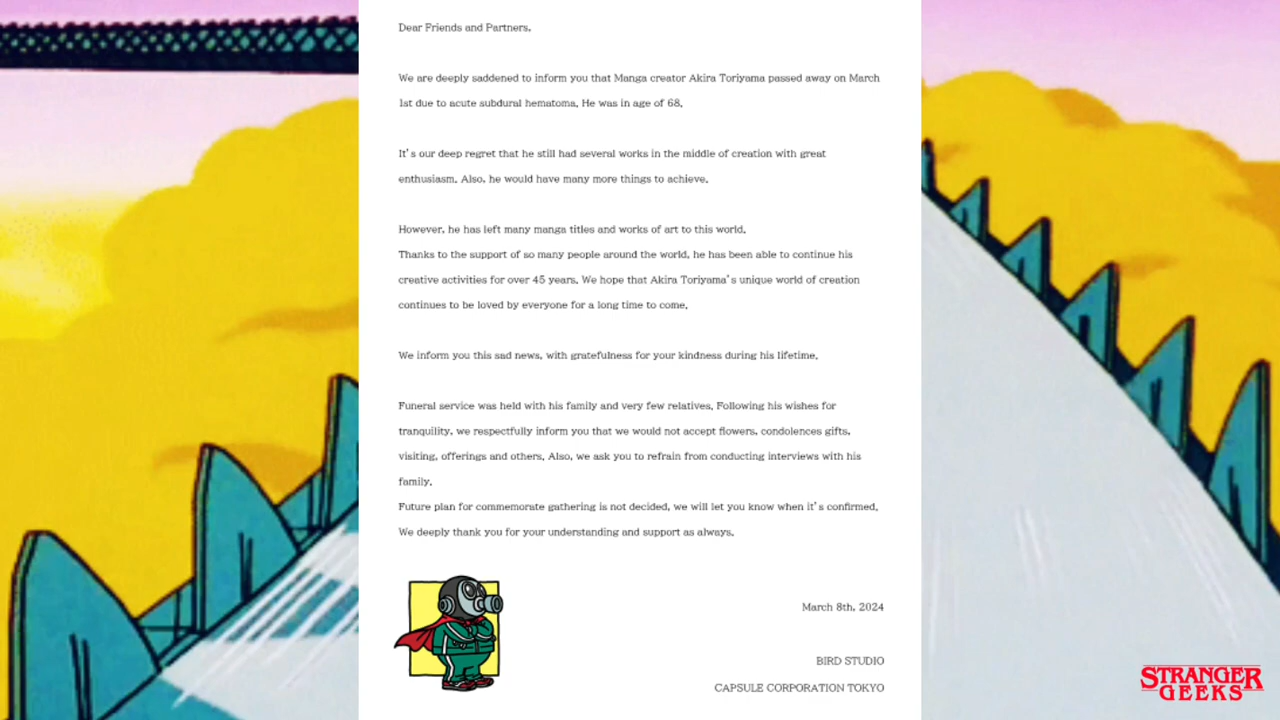 Dear Friends and Partners,
We are deeply saddened to inform you that Manga creator Akira Toriyama passed away on March
1st due to acute subdural hematoma. He was in age of 68.
It's our deep regret that he still had several works in the middle of creation with great
enthusiasm. Also, he would have many more things to achieve.
However, he has left many manga titles and works of art to this world.
Thanks to the support of so many people around the world, he has been able to continue his
creative activities for over 45 years. We hope that Akira Toriyama's unique world of creation
continues to be loved by everyone for a long time to come.
We inform you this sad news, with gratefulness for your kindness during his lifetime.
Funeral service was held with his family and very few relatives. Following his wishes for
tranquility, we respectfully inform you that we would not accept flowers, condolences gifts,
visiting, offerings and others. Also, we ask you to refrain from conducting interviews with his
family.
Future plan for commemorate gathering is not decided, we will let you know when it's confirmed.
We deeply thank you for your understanding and support as always.
March 8th, 2024
BIRD STUDIO
CAPSULE CORPORATION TOKYO
STRANGER
GEEKS